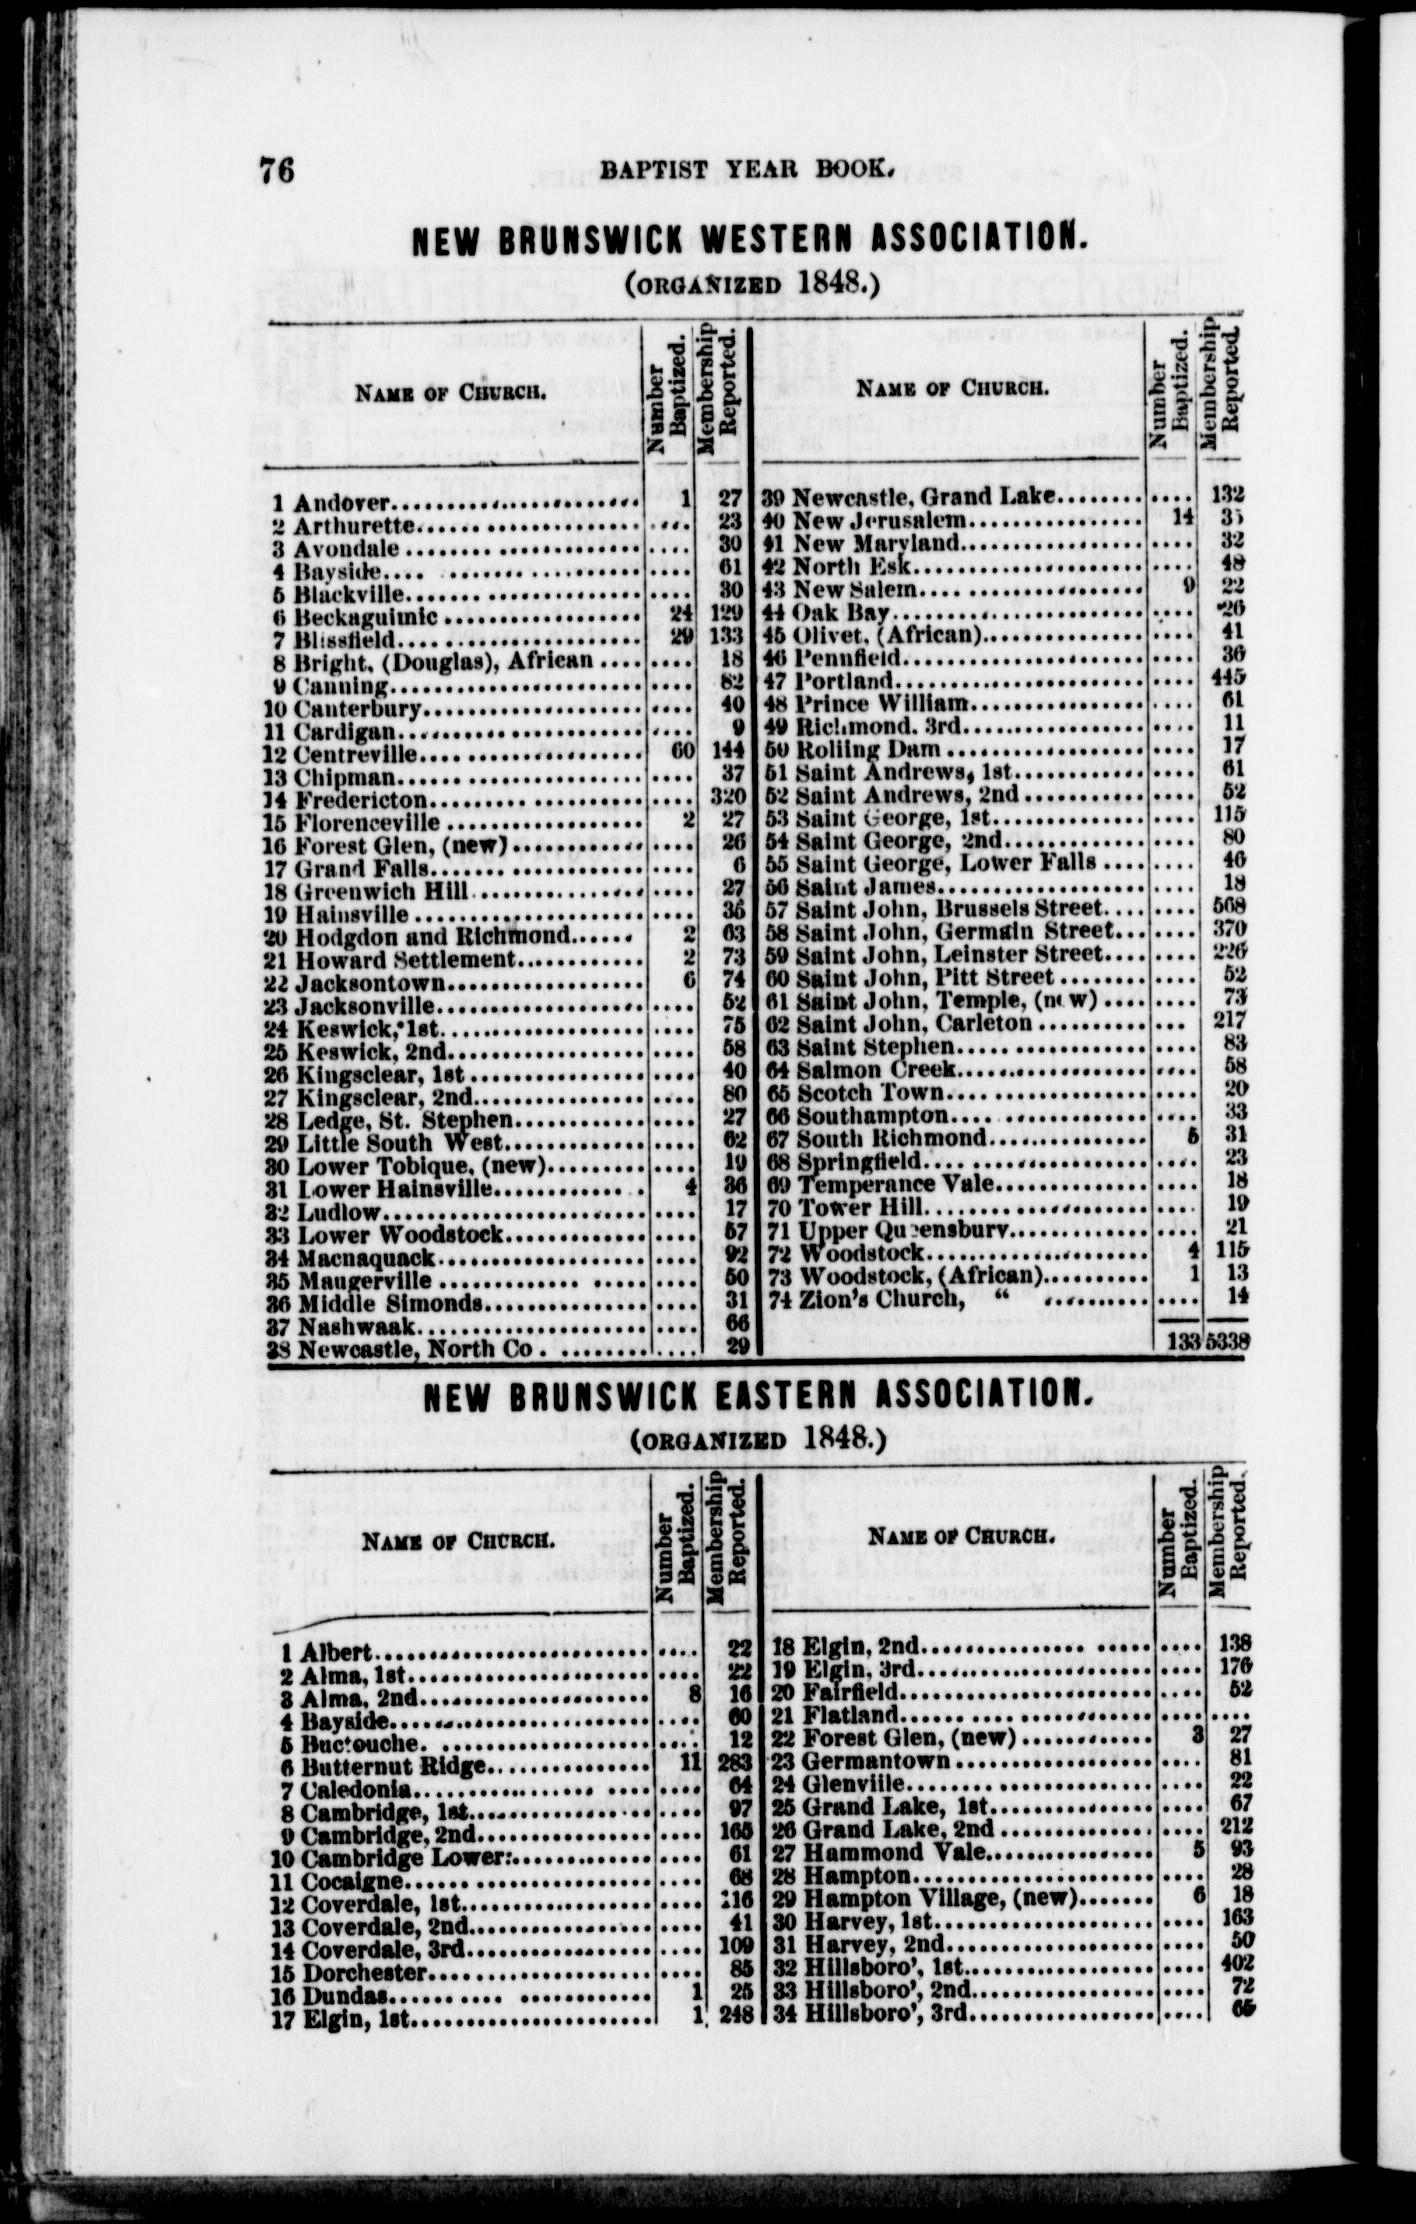 76
BAPTIST YEAR BOOK.
NEW BRUNSWICK WESTERN ASSOCIATION.
(ORGANIZED 1848.)
NAME OF CHURCH. Number Baptized. Membership Reported.
1 Andover 1 27
2 Arthurette .... 23
3 Avondale .... 30
4 Bayside .... 61
5 Blackville .... 30
6 Beckaguimic 24 129
7 Blissfield 29 133
8 Bright, (Douglas), African .... 18
9 Canning .... 82
10 Canterbury .... 40
11 Cardigan .... 9
12 Centreville 60 144
13 Chipman .... 37
14 Fredericton .... 320
15 Florenceville 2 27
16 Forest Glen, (new) .... 26
17 Grand Falls .... 6
18 Greenwich Hill .... 27
19 Hainsville .... 36
20 Hodgdon and Richmond 2 63
21 Howard Settlement 2 73
22 Jacksontown 6 74
23 Jacksonville .... 52
24 Keswick, 1st .... 75
25 Keswick, 2nd .... 58
26 Kingsclear, 1st .... 40
27 Kingsclear, 2nd .... 80
28 Ledge, St. Stephen .... 27
29 Little South West .... 62
30 Lower Tobique, (new) .... 19
31 Lower Hainsville 4 36
32 Ludlow .... 17
33 Lower Woodstock .... 57
34 Macnaquack .... 92
35 Maugerville .... 50
36 Middle Simonds .... 31
37 Nashwaak .... 66
38 Newcastle, North Co .... 29
NAME OF CHURCH. Number Baptized. Membership Reported.
39 Newcastle, Grand Lake .... 132
40 New Jerusalem 14
41 New Maryland .... 32
42 North Esk .... 48
43 New Salem 9 22
44 Oak Bay .... 26
45 Olivet, (African) .... 41
46 Pennfield .... 36
47 Portland .... 445
48 Prince William .... 61
49 Richmond. 3rd .... 11
50 Rolling Dam .... 17
51 Saint Andrews, 1st .... 61
52 Saint Andrews, 2nd .... 52
53 Saint George, 1st .... 115
54 Saint George, 2nd .... 80
55 Saint George, Lower Falls .... 46
56 Saint James .... 18
57 Saint John, Brussels Street .... 568
58 Saint John, Germain Street .... 370
59 Saint John, Leinster Street .... 226
60 Saint John, Pitt Street .... 52
61 Saint John, Temple, (new) .... 73
62 Saint John, Carleton ... 217
63 Saint Stephen .... 83
64 Salmon Creek .... 58
65 Scotch Town .... 20
66 Southampton .... 33
67 South Richmond 5 31
68 Springfield .... 23
69 Temperance Vale .... 18
70 Tower Hill .... 19
71 Upper Queensbury .... 21
72 Woodstock 4 115
73 Woodstock, (African) 1 13
74 Zion's Church, " .... 14
133 5338
NEW BRUNSWICK EASTERN ASSOCIATION.
(ORGANIZED 1848.)
NAME OF CHURCH. Number Baptized. Membership Reported.
1 Albert .... 22
2 Alma, 1st .... 22
3 Alma, 2nd 8 16
4 Bayside .... 60
5 Buctouche .... 12
6 Butternut Ridge 11 283
7 Caledonia .... 64
8 Cambridge, 1st .... 97
9 Cambridge, 2nd .... 165
10 Cambridge Lower .... 61
11 Cocaigne .... 68
12 Coverdale, 1st .... 116
13 Coverdale, 2nd .... 41
14 Coverdale, 3rd .... 109
15 Dorchester .... 85
16 Dundas 1 25
17 Elgin, 1st 1 248
NAME OF CHURCH. Number Eaptized. Membership Reported.
18 Elgin, 2nd .... 138
19 Elgin, 3rd .... 176
20 Fairfield .... 52
21 Flatland .... ....
22 Forest Glen, (new) 3 27
23 Germantown .... 81
24 Glenville .... 22
25 Grand Lake, 1st .... 67
26 Grand Lake, 2nd .... 212
27 Hammond Vale 5 93
28 Hampton .... 28
29 Hampton Village, (new) 6 18
30 Harvey, 1st .... 163
31 Harvey, 2nd .... 50
32 Hillsboro', 1st .... 402
33 Hillsboro', 2nd .... 72
34 Hillsboro', 3rd .... 65